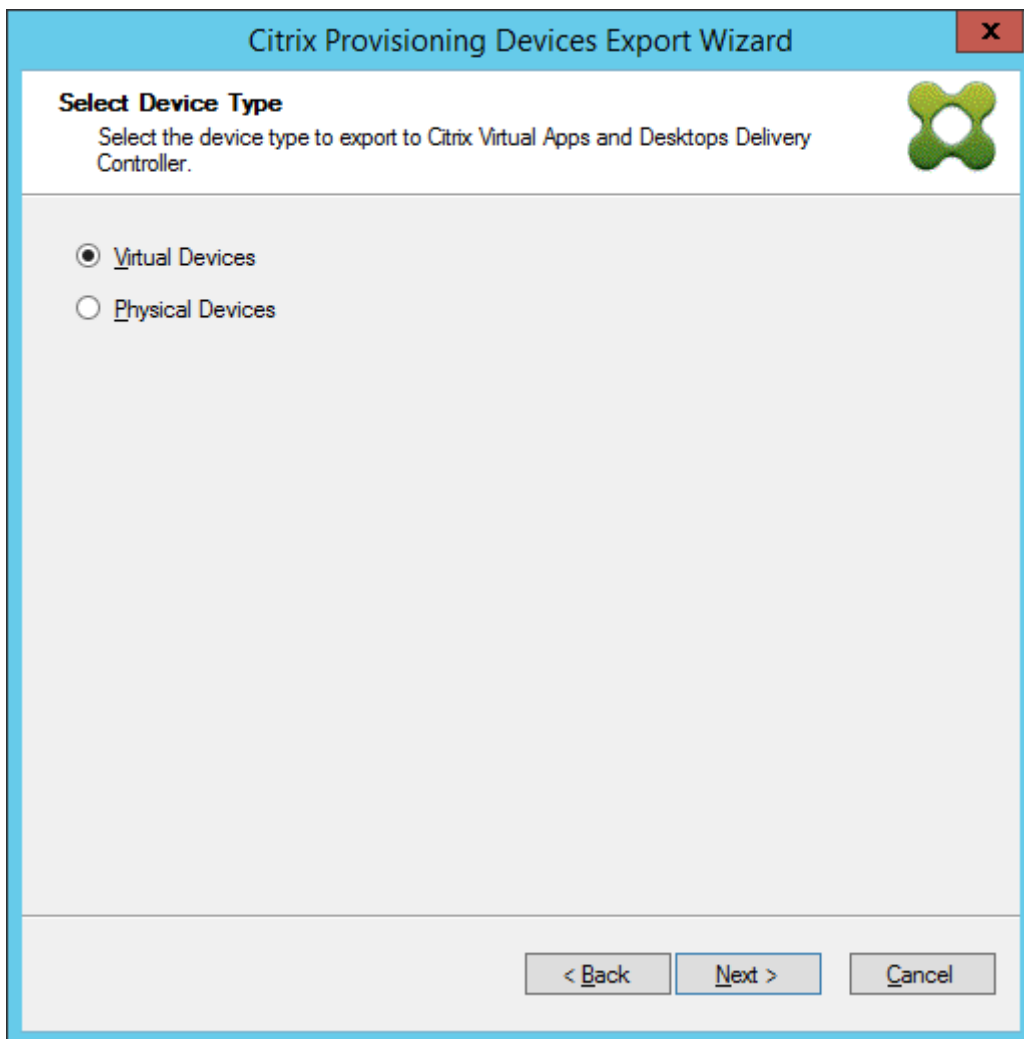 Citrix Provisioning Devices Export Wizard
x
Select Device Type
Select the device type to export to Citrix Virtual Apps and Desktops Delivery
Controller.
Virtual Devices
Physical Devices
< Back
Next >
Cancel